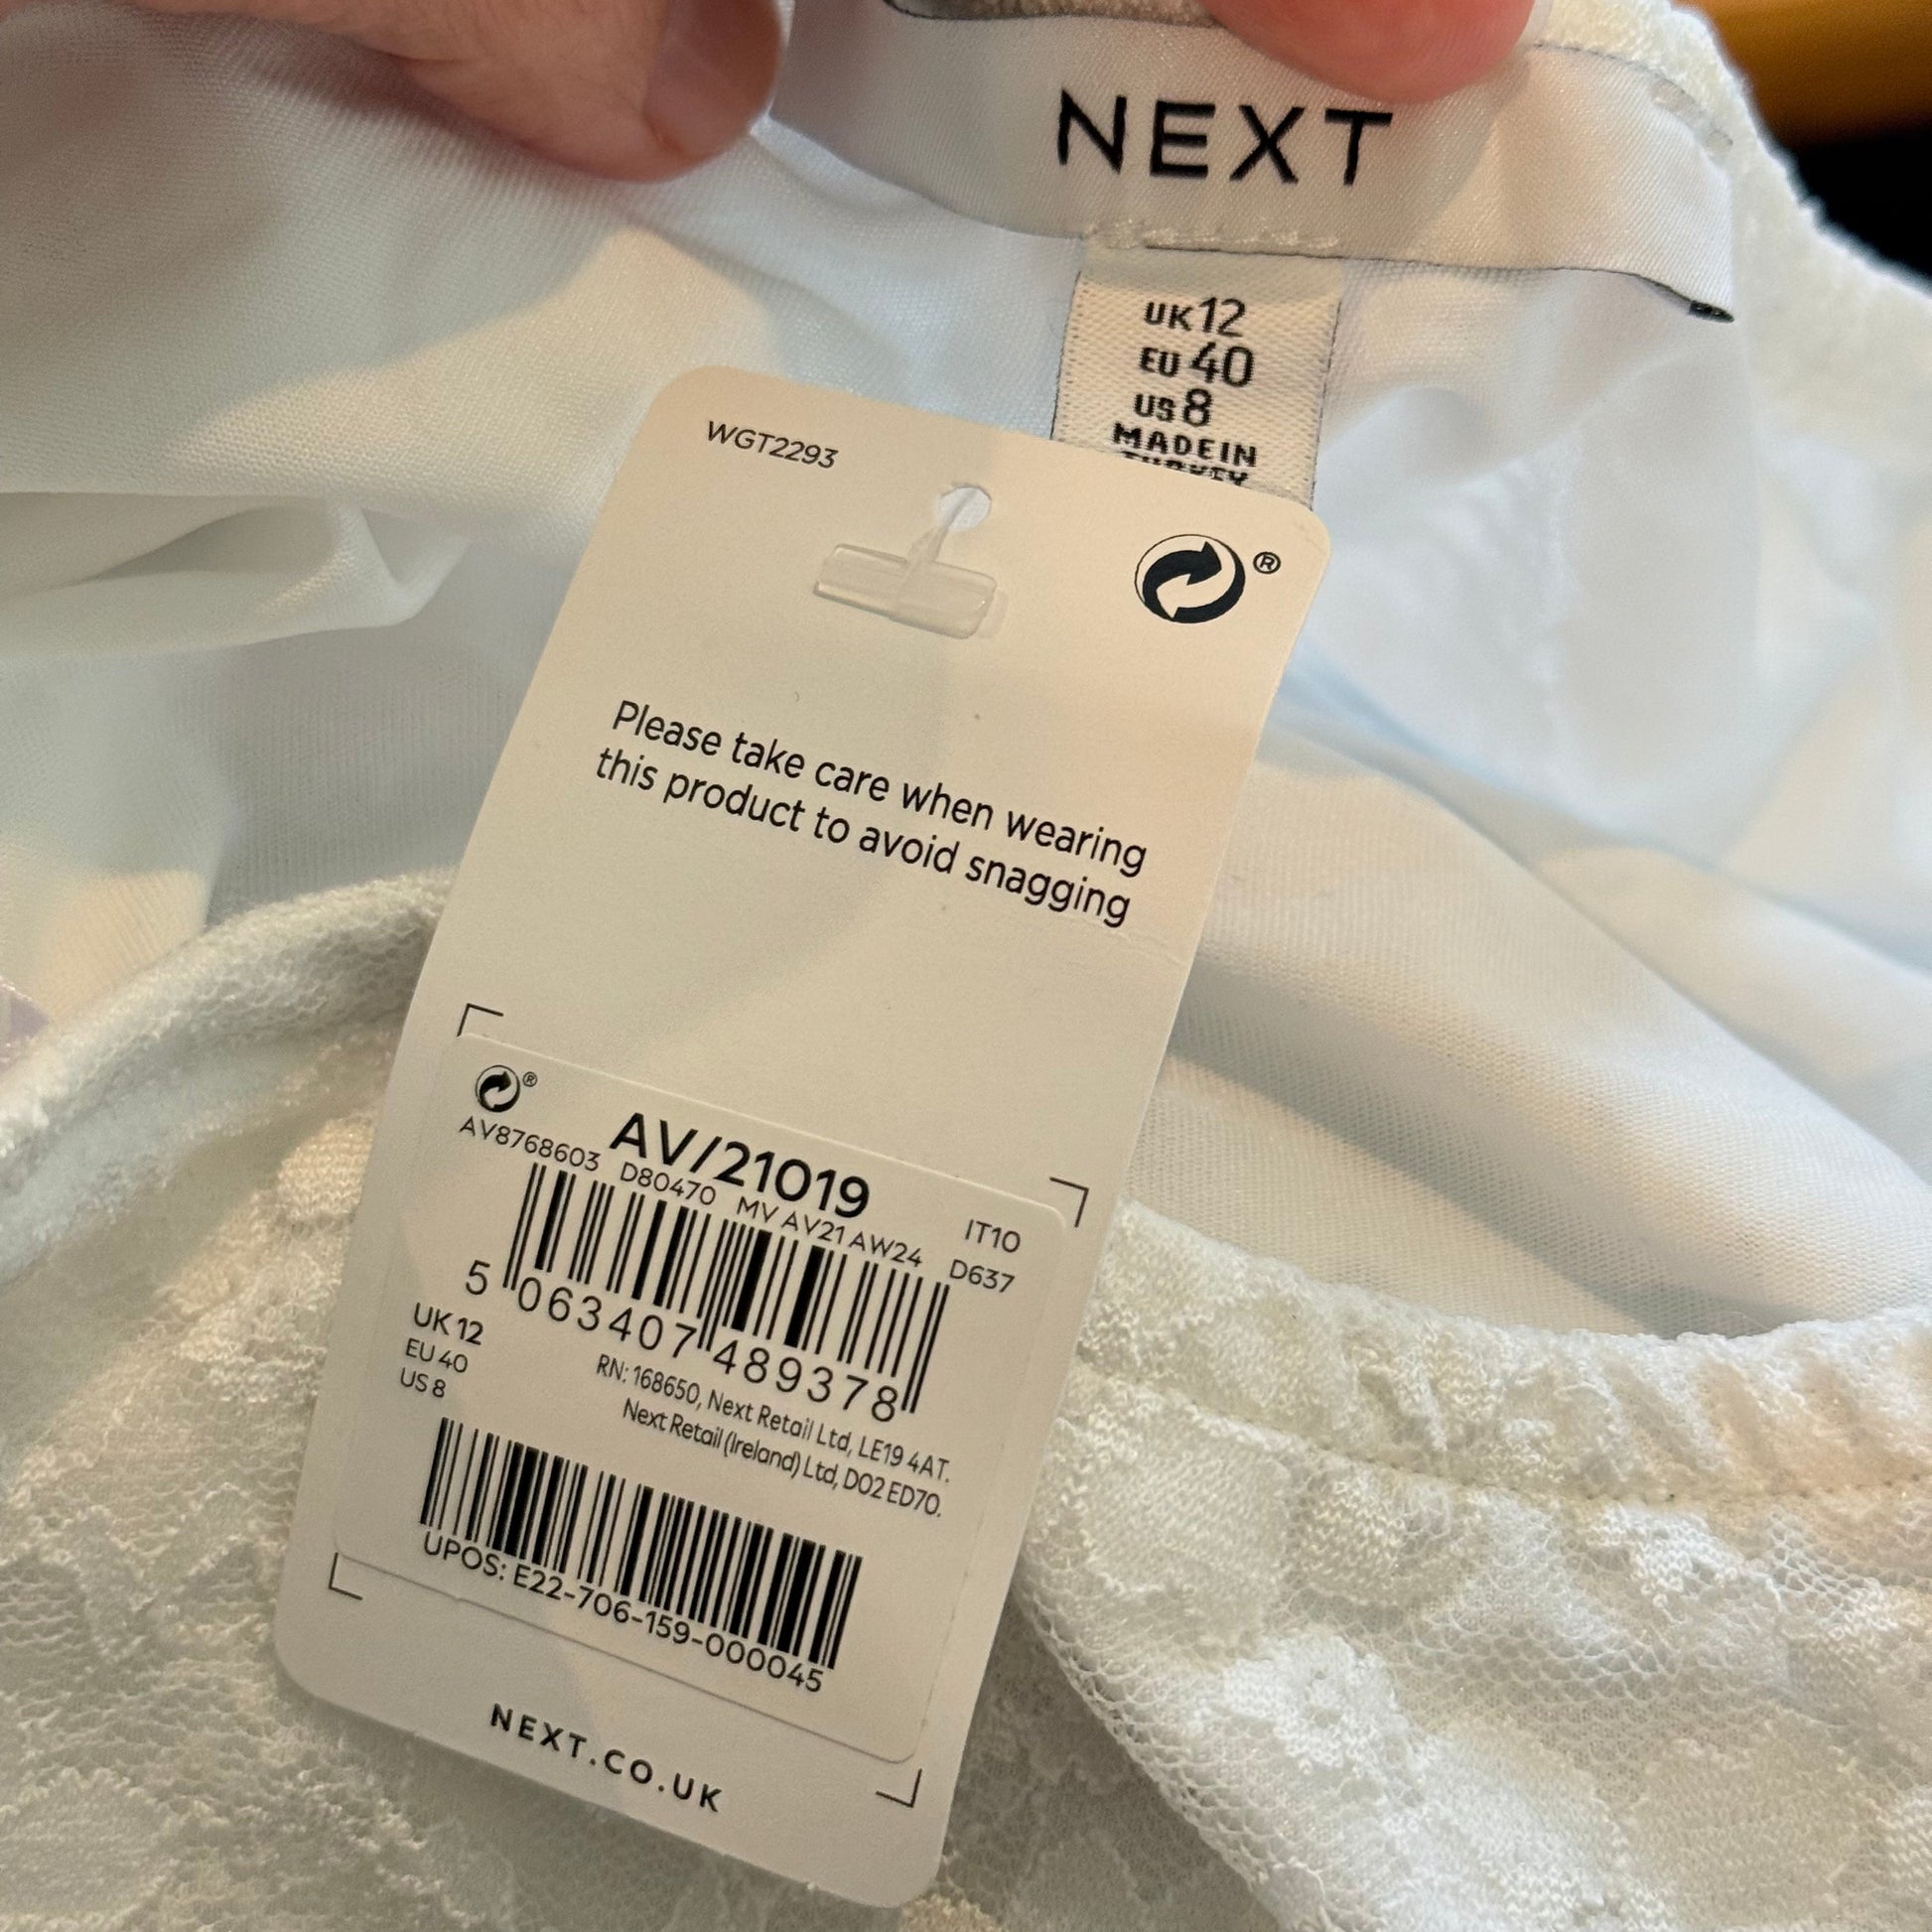 NEXT
UK 12
EU 40
US 8
MADE IN
TURKEY
WGT2293
®
Please take care when wearing
this product to avoid snagging
®
AV/21019
AV8768603 D80470 MV AV21 AW24
IT10
D637
5 063407 489378
UK 12
EU 40
US 8
RN: 168650, Next Retail Ltd, LE19 4AT.
Next Retail (Ireland) Ltd, D02 ED70.
UPOS: E22-706-159-000045
NEXT.CO.UK